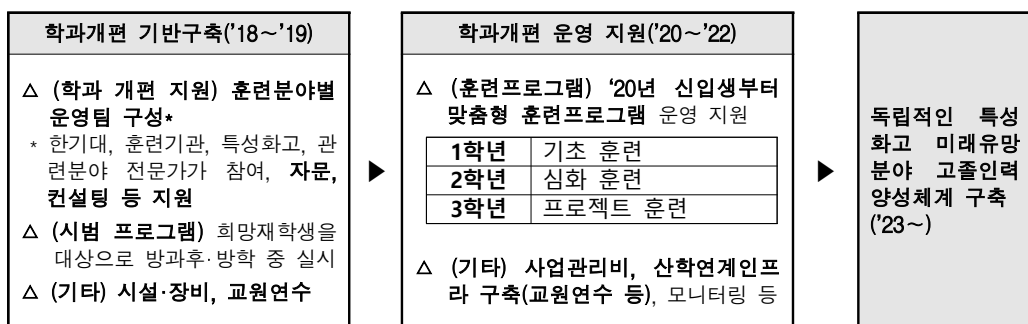 학과개편 기반구축('18～'19)
△ (학과 개편 지원) 훈련분야별
운영팀 구성*
* 한기대, 훈련기관, 특성화고, 관
련분야 전문가가 참여, 자문,
컨설팅 등 지원
△ (시범 프로그램) 희망재학생을
대상으로 방과후·방학 중 실시
△ (기타) 시설·장비, 교원연수
▶
학과개편 운영 지원('20～'22)
△ (훈련프로그램) ‘20년 신입생부터
맞춤형 훈련프로그램 운영 지원
1학년 기초 훈련
2학년 심화 훈련
3학년 프로젝트 훈련
△ (기타) 사업관리비, 산학연계인프
라 구축(교원연수 등), 모니터링 등
▶
독립적인 특성
화고 미래유망
분야 고졸인력
양성체계 구축
('23～)